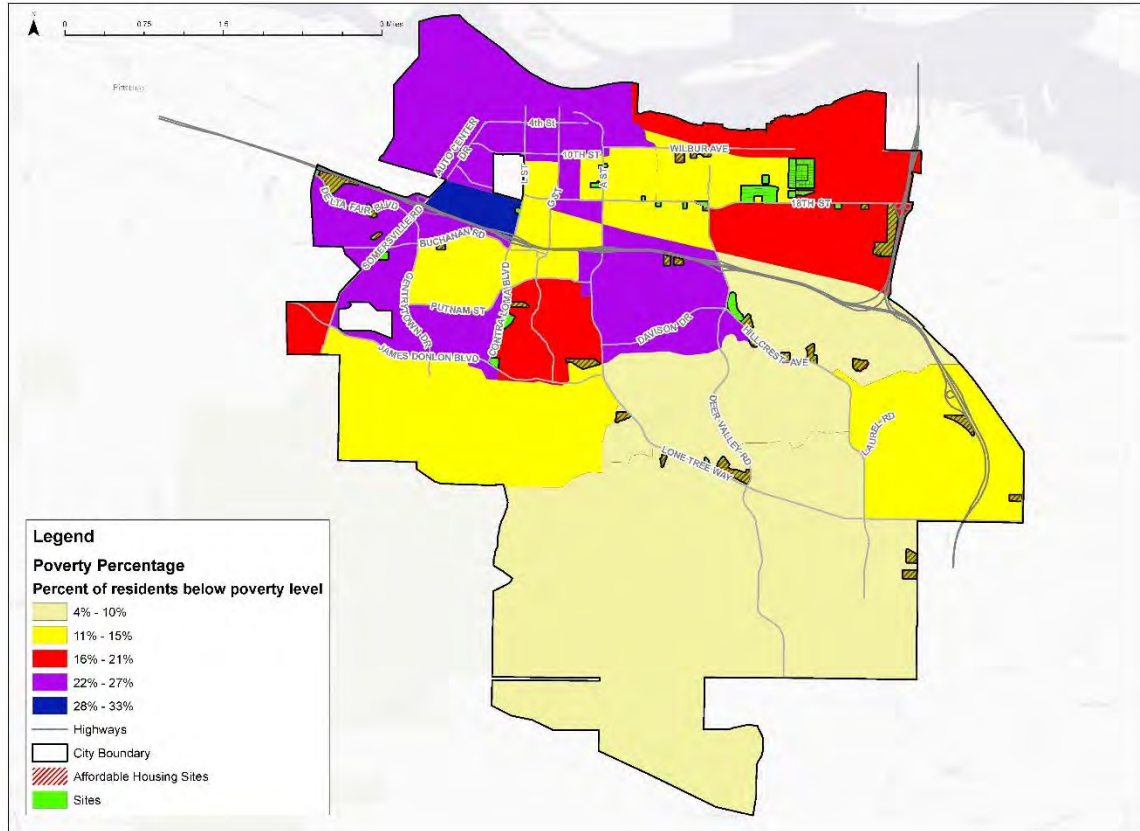 N
0 0.75 1.5 3 Miles
Pittsburg
4th St
AUTO CENTER DR
10TH ST
WILBUR AVE
L ST
G ST
A ST
18TH ST
DELTA FAIR BLVD
SOMERSVILLE RD
BUCHANAN RD
GENTRYTOWN DR
CONTRA LOMA BLVD
PUTNAM ST
DAVISON DR
HILLCREST AVE
JAMES DONLON BLVD
DEER VALLEY RD
LAUREL RD
LONE TREE WAY
Legend
Poverty Percentage
Percent of residents below poverty level
4% - 10%
11% - 15%
16% - 21%
22% - 27%
28% - 33%
Highways
City Boundary
Affordable Housing Sites
Sites